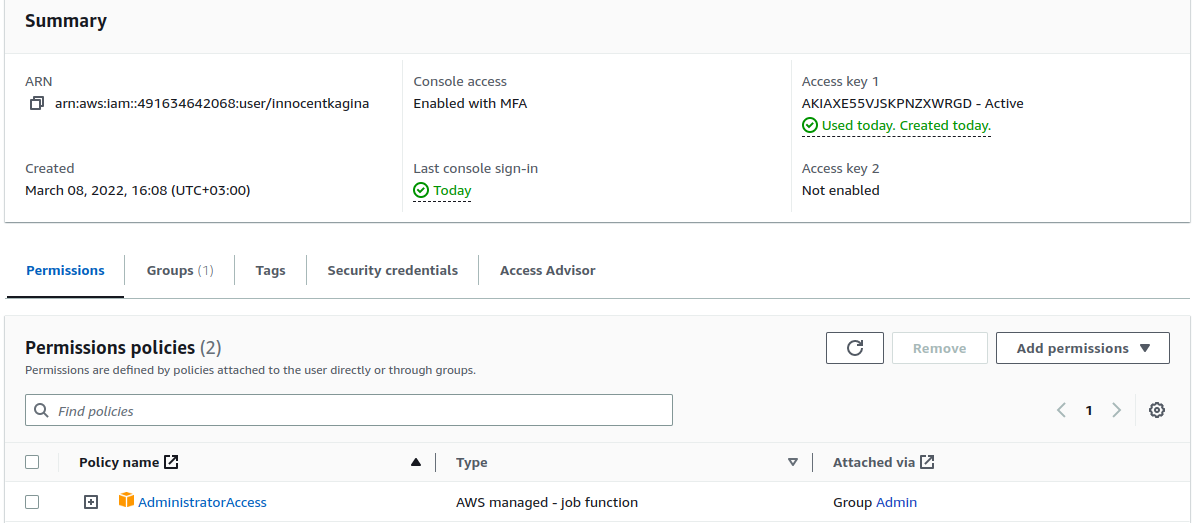 Summary
ARN
arn:aws:iam::491634642068:user/innocentkagina
Console access
Enabled with MFA
Access key 1
AKIAXE55VJSKPNZXWRGD - Active
Used today. Created today.
Created
March 08, 2022, 16:08 (UTC+03:00)
Last console sign-in
Today
Access key 2
Not enabled
Permissions
Groups (1)
Tags
Security credentials
Access Advisor
Permissions policies (2)
Permissions are defined by policies attached to the user directly or through groups.
Remove
Add permissions
Find policies
1
Policy name
Type
Attached via
AdministratorAccess
AWS managed - job function
Group Admin